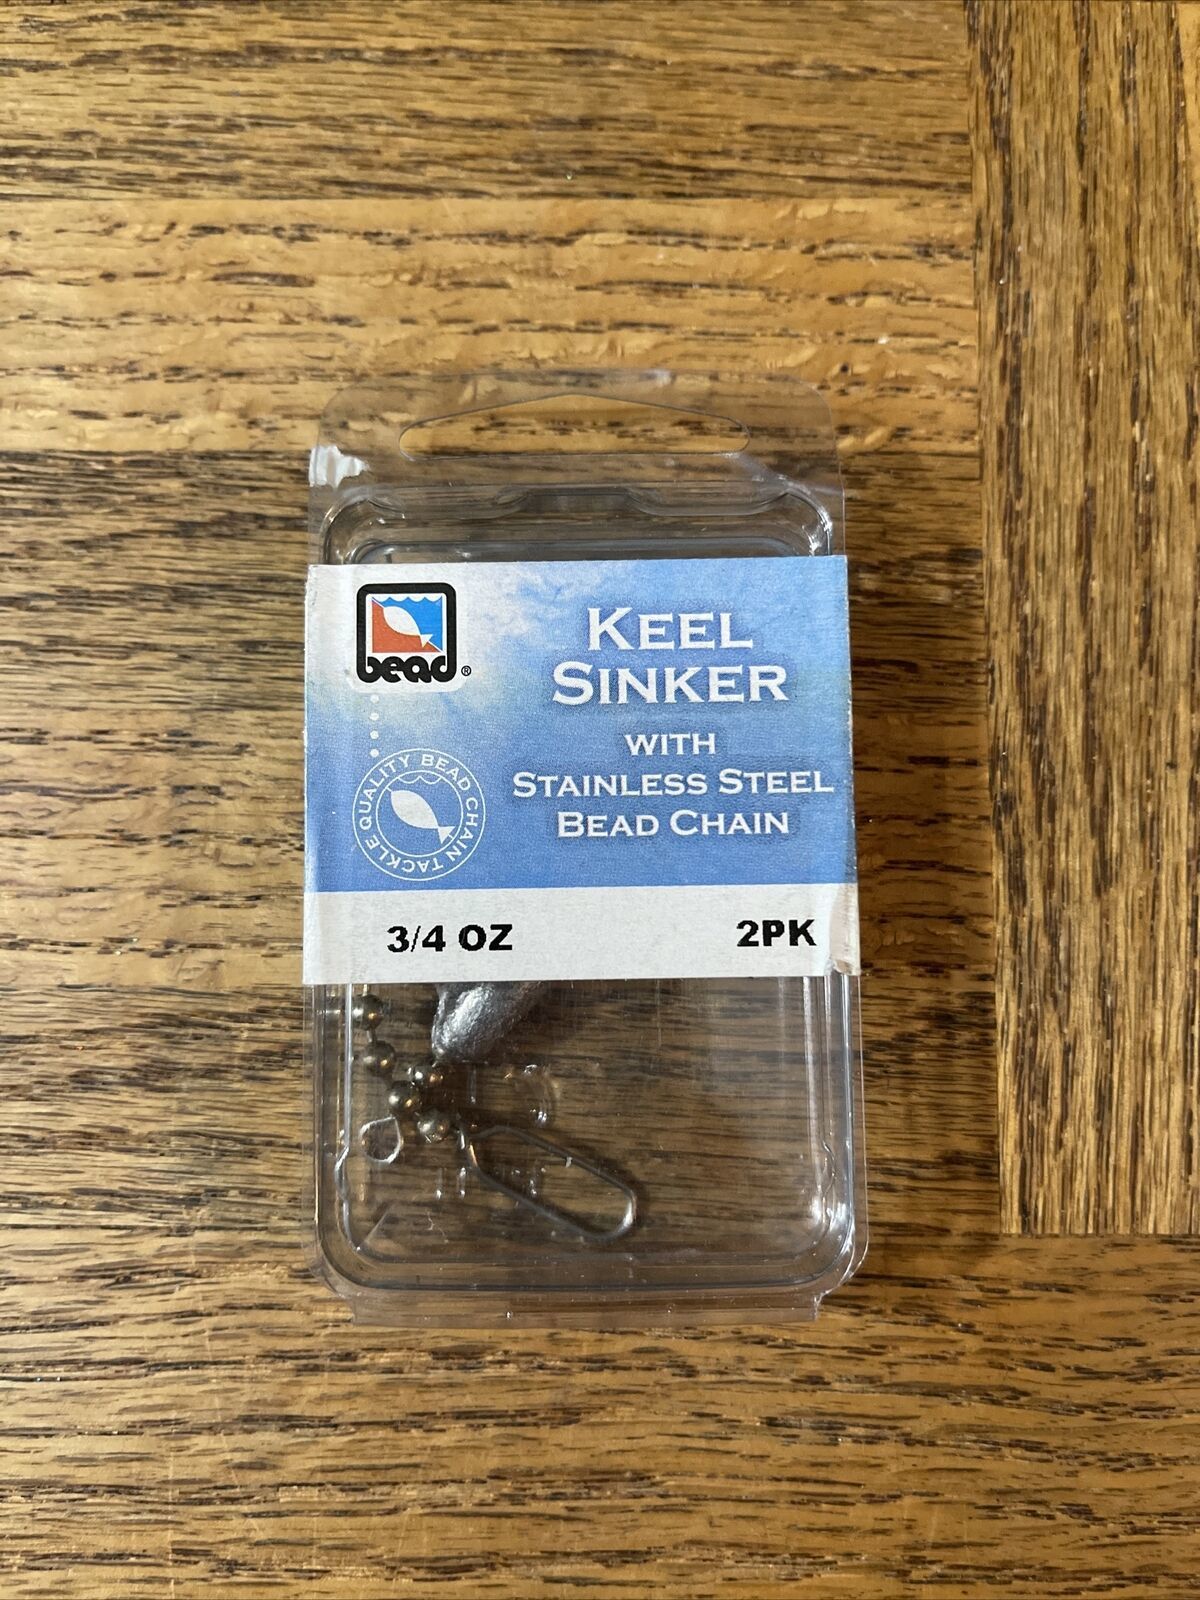 bead®
KEEL
SINKER
WITH
STAINLESS STEEL
BEAD CHAIN
QUALITY BEAD CHAIN TACKLE
3/4 OZ
2PK